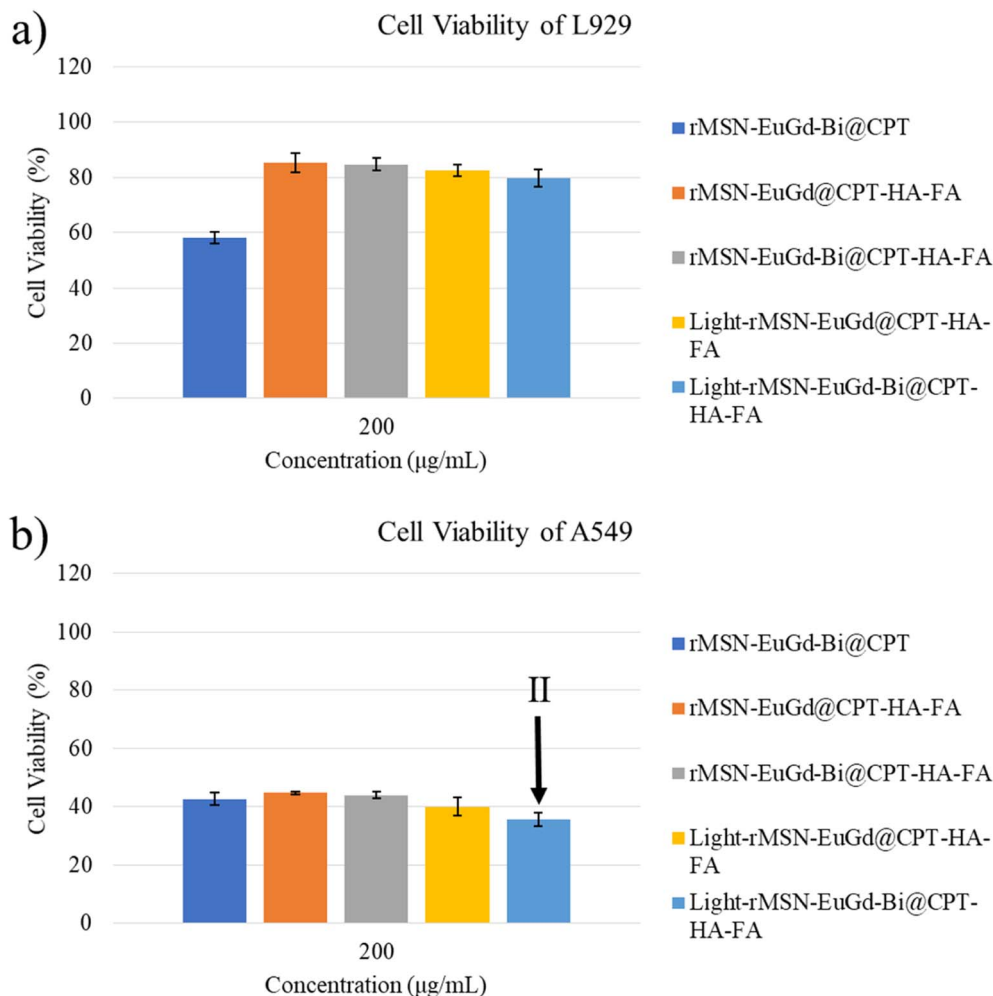 a)
Cell Viability of L929
120
100
80
60
40
20
0
Cell Viability (%)
200
Concentration (μg/mL)
rMSN-EuGd-Bi@CPT
rMSN-EuGd@CPT-HA-FA
rMSN-EuGd-Bi@CPT-HA-FA
Light-rMSN-EuGd@CPT-HA-
FA
Light-rMSN-EuGd-Bi@CPT-
HA-FA
b)
Cell Viability of A549
120
100
80
60
40
20
0
Cell Viability (%)
II
200
Concentration (μg/mL)
rMSN-EuGd-Bi@CPT
rMSN-EuGd@CPT-HA-FA
rMSN-EuGd-Bi@CPT-HA-FA
Light-rMSN-EuGd@CPT-HA-
FA
Light-rMSN-EuGd-Bi@CPT-
HA-FA